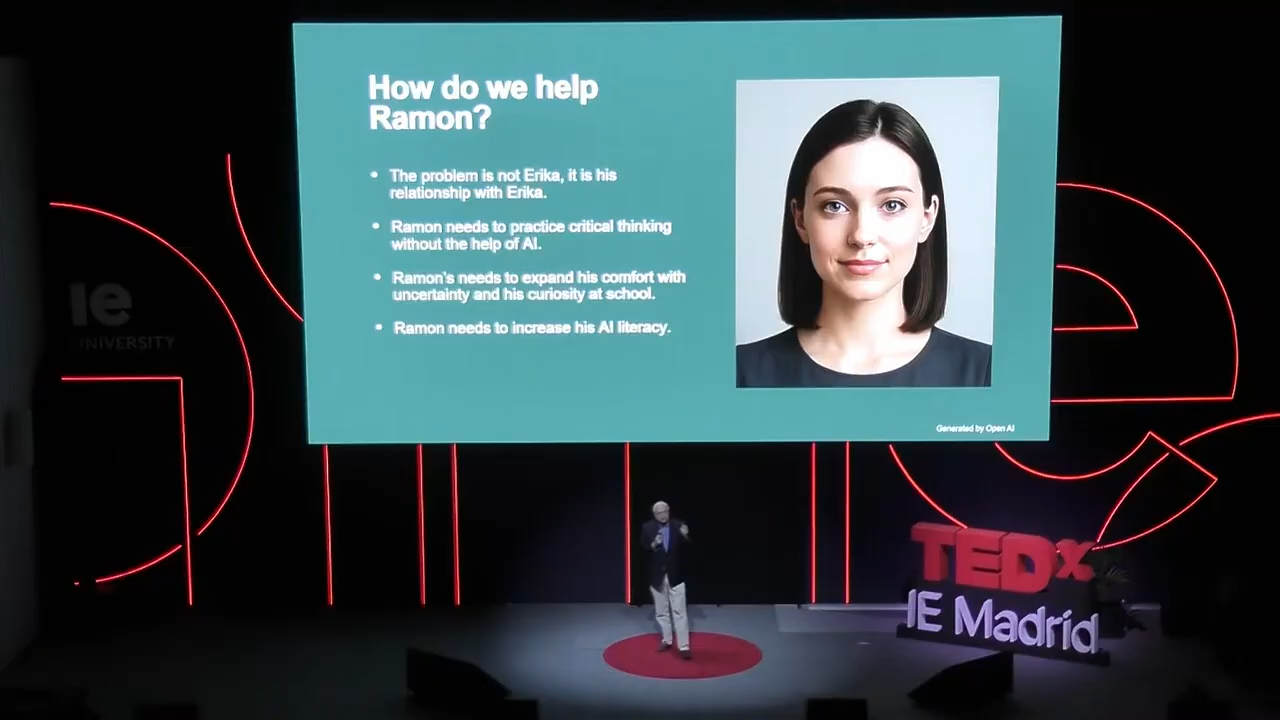 How do we help
Ramon?
• The problem is not Erika, it is his
relationship with Erika.
• Ramon needs to practice critical thinking
without the help of AI.
• Ramon's needs to expand his comfort with
uncertainty and his curiosity at school.
• Ramon needs to increase his AI literacy.
Generated by Open AI
ie
UNIVERSITY
TEDx
IE Madrid